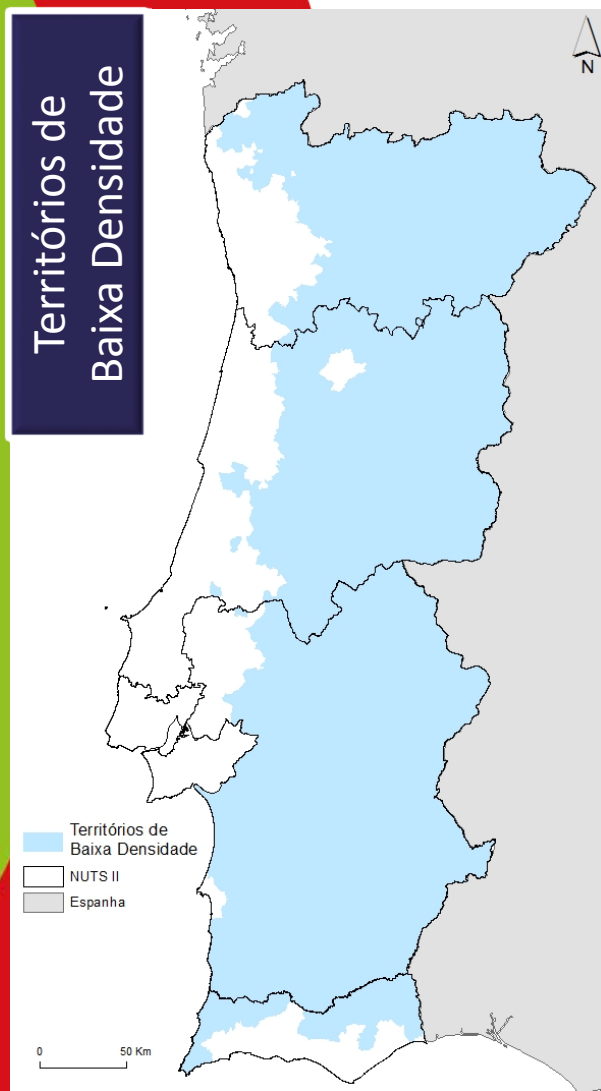 Territórios de
Baixa Densidade
N
Territórios de
Baixa Densidade
NUTS II
Espanha
0 50 Km